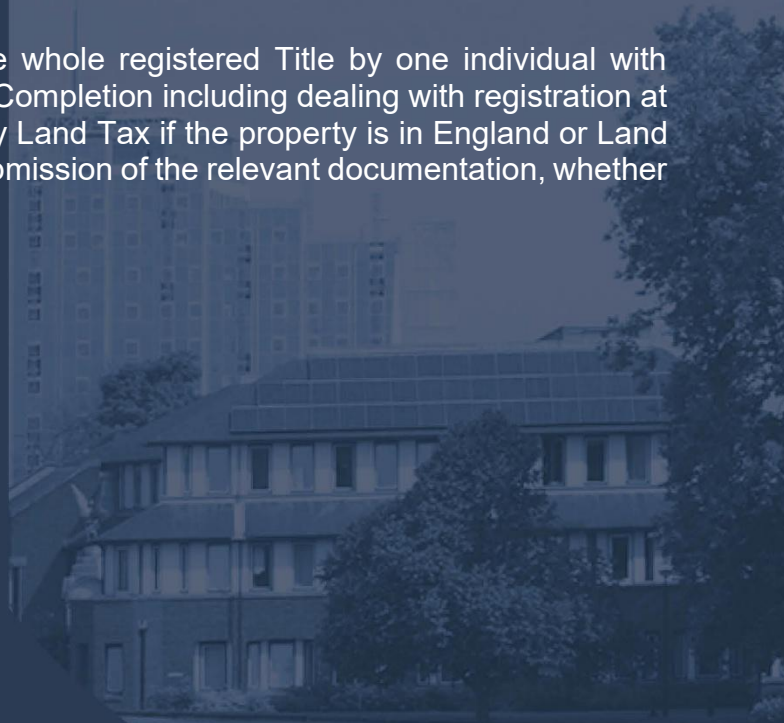 whole registered Title by one individual with
Completion including dealing with registration at
Land Tax if the property is in England or Land
of the relevant documentation, whether